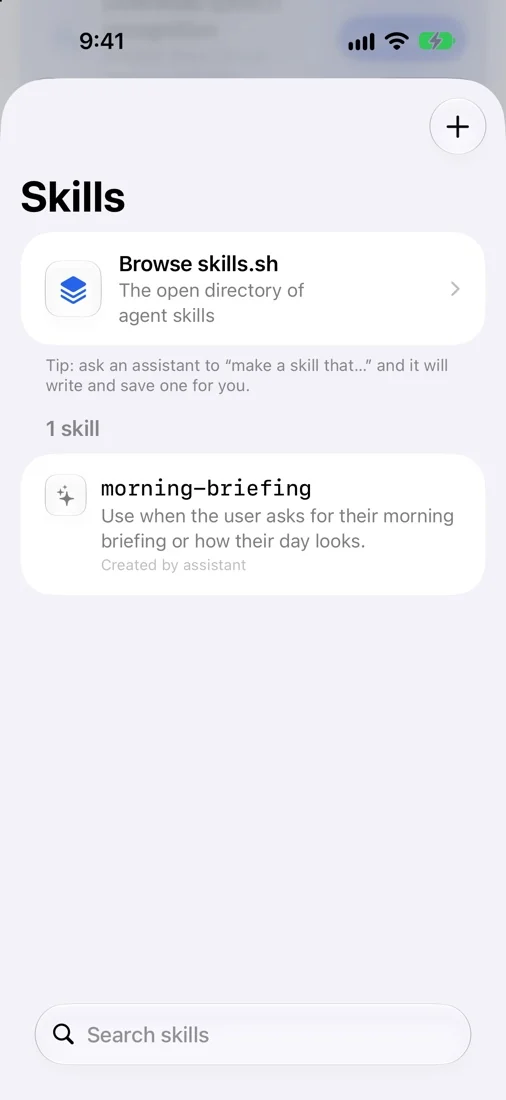 9:41
Skills
Browse skills.sh
The open directory of
agent skills
Tip: ask an assistant to “make a skill that…” and it will
write and save one for you.
1 skill
morning-briefing
Use when the user asks for their morning
briefing or how their day looks.
Created by assistant
Search skills